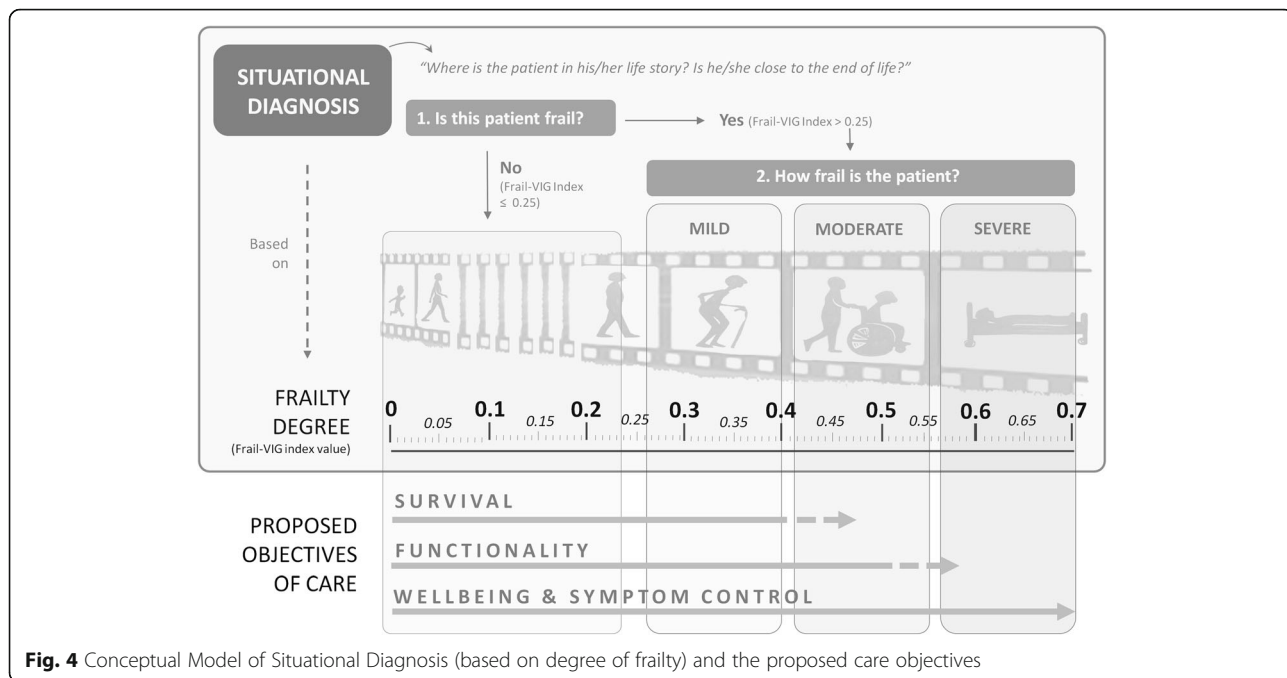 SITUATIONAL
DIAGNOSIS
“Where is the patient in his/her life story? Is he/she close to the end of life?”
1. Is this patient frail?
Yes (Frail-VIG Index > 0.25)
No
(Frail-VIG Index
≤ 0.25)
2. How frail is the patient?
Based
on
MILD
MODERATE
SEVERE
FRAILTY
DEGREE
(Frail-VIG index value)
0 0.1 0.2 0.3 0.4 0.5 0.6 0.7
0.05 0.15 0.25 0.35 0.45 0.55 0.65
PROPOSED
OBJECTIVES
OF CARE
SURVIVAL
FUNCTIONALITY
WELLBEING & SYMPTOM CONTROL
Fig. 4 Conceptual Model of Situational Diagnosis (based on degree of frailty) and the proposed care objectives